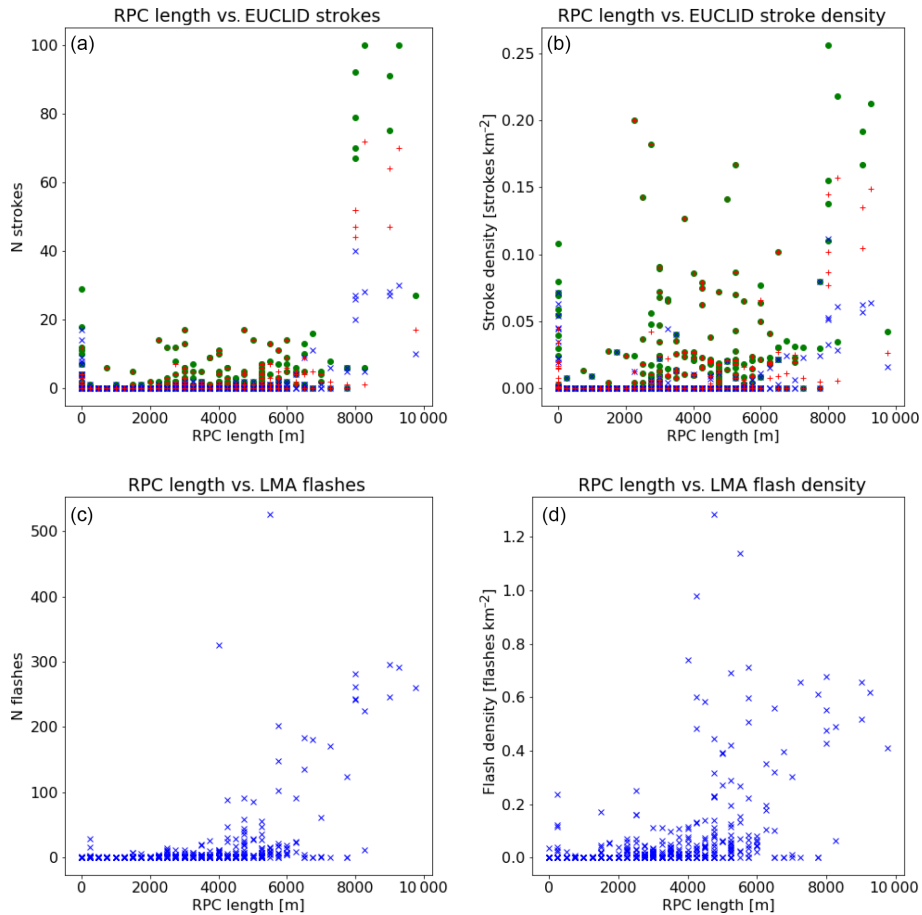 RPC length vs. EUCLID strokes
(a)
100
80
60
40
20
0
N strokes
0 2000 4000 6000 8000 10 000
RPC length [m]
RPC length vs. EUCLID stroke density
(b)
0.25
0.20
0.15
0.10
0.05
0.00
Stroke density [strokes km−2]
0 2000 4000 6000 8000 10 000
RPC length [m]
RPC length vs. LMA flashes
(c)
500
400
300
200
100
0
N flashes
0 2000 4000 6000 8000 10 000
RPC length [m]
RPC length vs. LMA flash density
(d)
1.2
1.0
0.8
0.6
0.4
0.2
0.0
Flash density [flashes km−2]
0 2000 4000 6000 8000 10 000
RPC length [m]